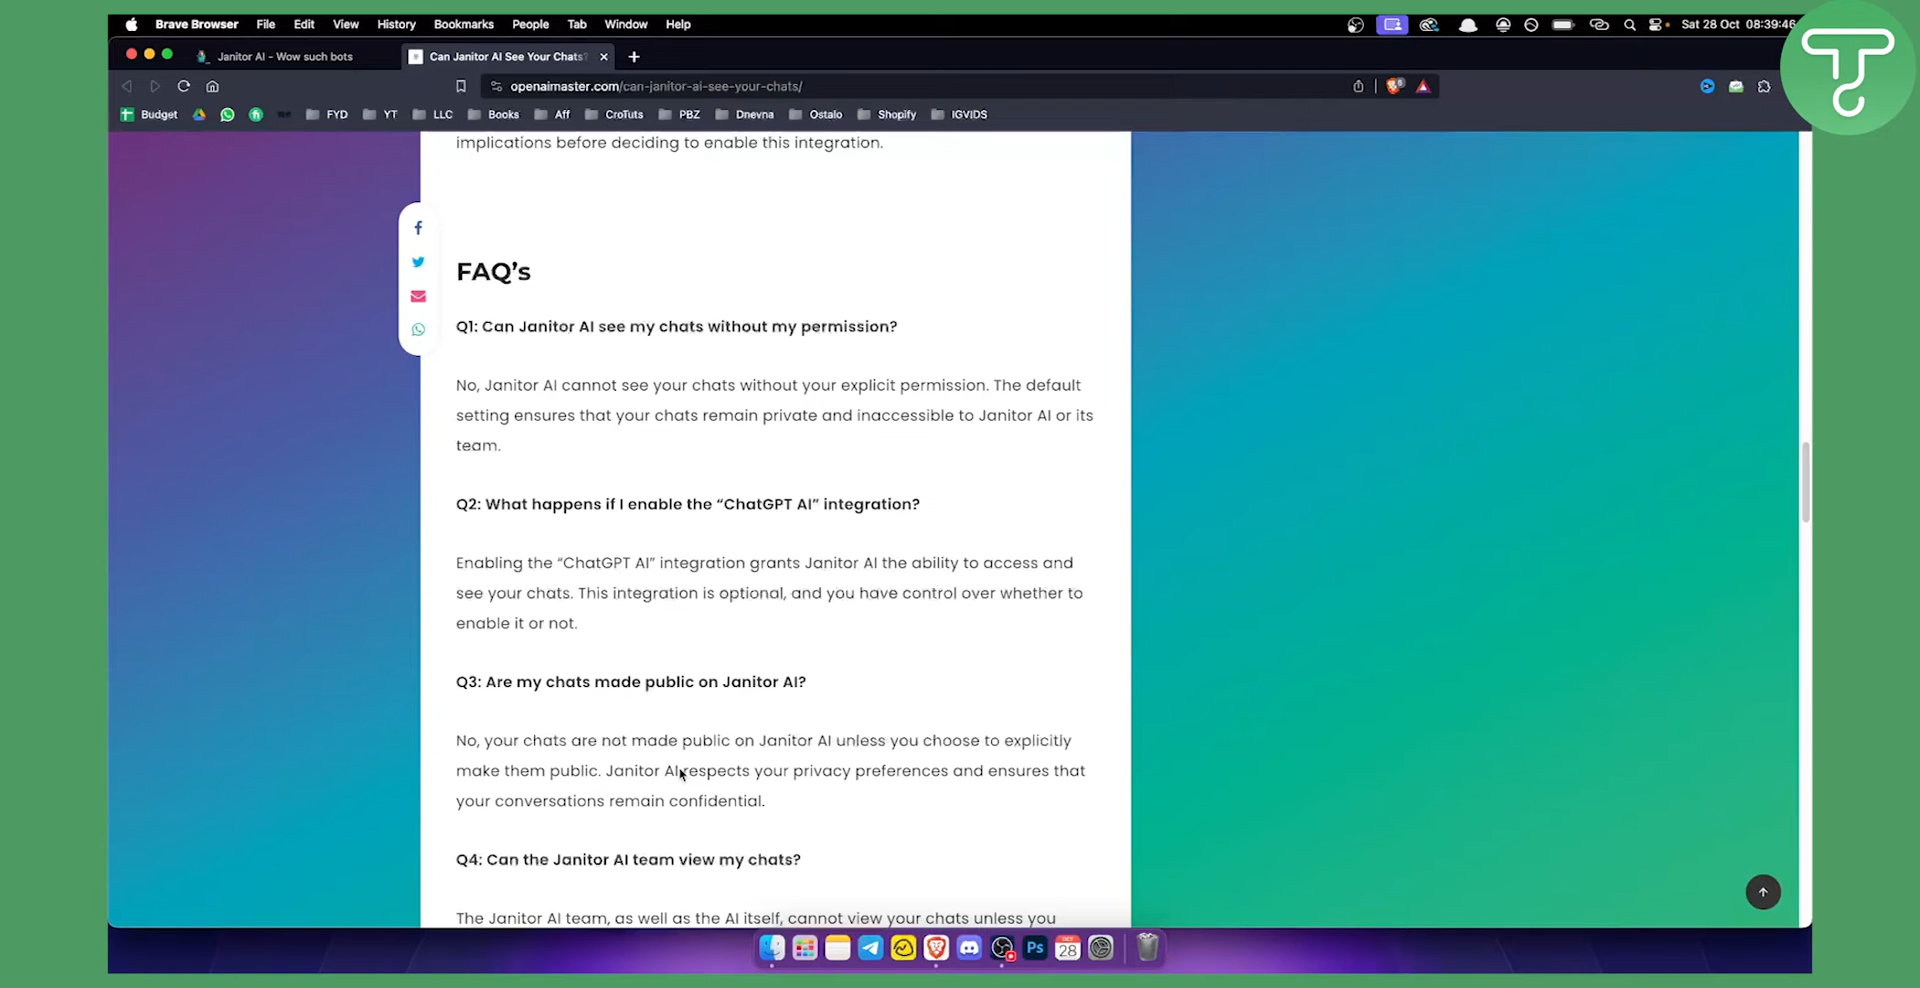 Brave Browser File Edit View History Bookmarks People Tab Window Help Sat 28 Oct 08:39:46
Janitor AI - Wow such bots Can Janitor AI See Your Chats?
openaimaster.com/can-janitor-ai-see-your-chats/
Budget FYD YT LLC Books Aff CroTuts PBZ Dnevna Ostalo Shopify IGVIDS
implications before deciding to enable this integration.
FAQ’s
Q1: Can Janitor AI see my chats without my permission?
No, Janitor AI cannot see your chats without your explicit permission. The default
setting ensures that your chats remain private and inaccessible to Janitor AI or its
team.
Q2: What happens if I enable the “ChatGPT AI” integration?
Enabling the “ChatGPT AI” integration grants Janitor AI the ability to access and
see your chats. This integration is optional, and you have control over whether to
enable it or not.
Q3: Are my chats made public on Janitor AI?
No, your chats are not made public on Janitor AI unless you choose to explicitly
make them public. Janitor AI respects your privacy preferences and ensures that
your conversations remain confidential.
Q4: Can the Janitor AI team view my chats?
The Janitor AI team, as well as the AI itself, cannot view your chats unless you
Ps
OCT
28